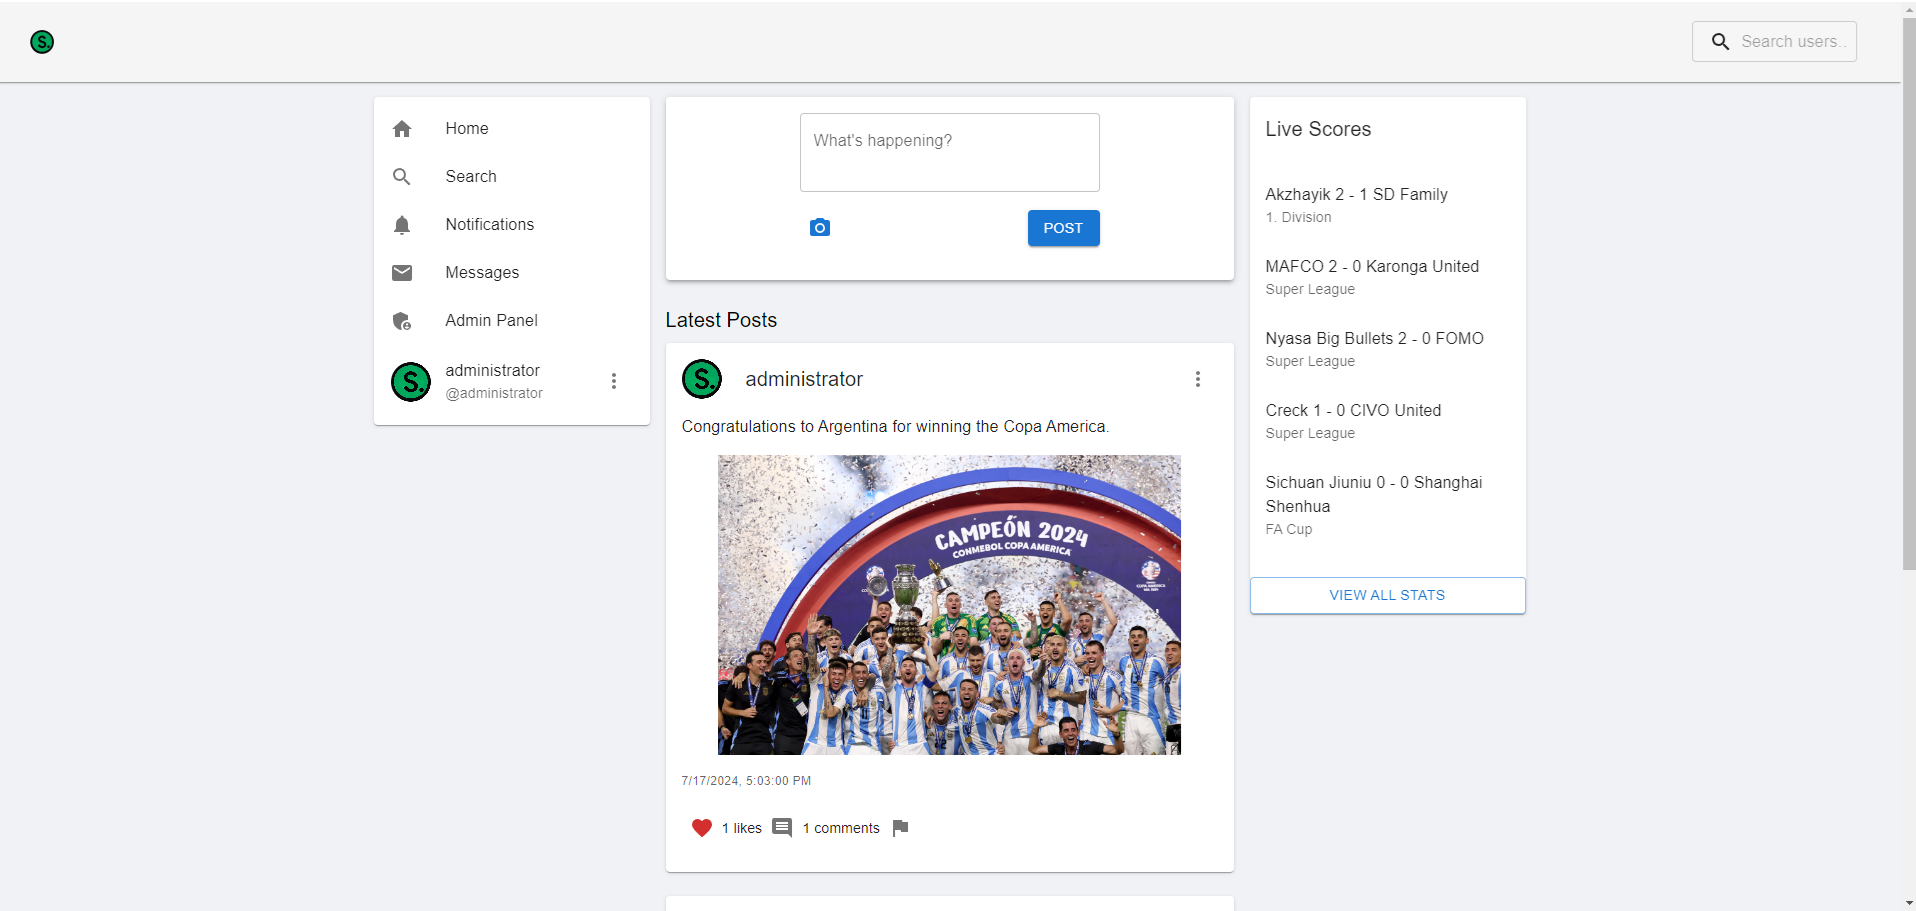 S.
Search users..
Home
Search
Notifications
Messages
Admin Panel
S.
administrator
@administrator
What's happening?
POST
Latest Posts
S.
administrator
Congratulations to Argentina for winning the Copa America.
CAMPEÓN 2024
CONMEBOL COPA AMERICA
7/17/2024, 5:03:00 PM
1 likes
1 comments
Live Scores
Akzhayik 2 - 1 SD Family
1. Division
MAFCO 2 - 0 Karonga United
Super League
Nyasa Big Bullets 2 - 0 FOMO
Super League
Creck 1 - 0 CIVO United
Super League
Sichuan Jiuniu 0 - 0 Shanghai
Shenhua
FA Cup
VIEW ALL STATS